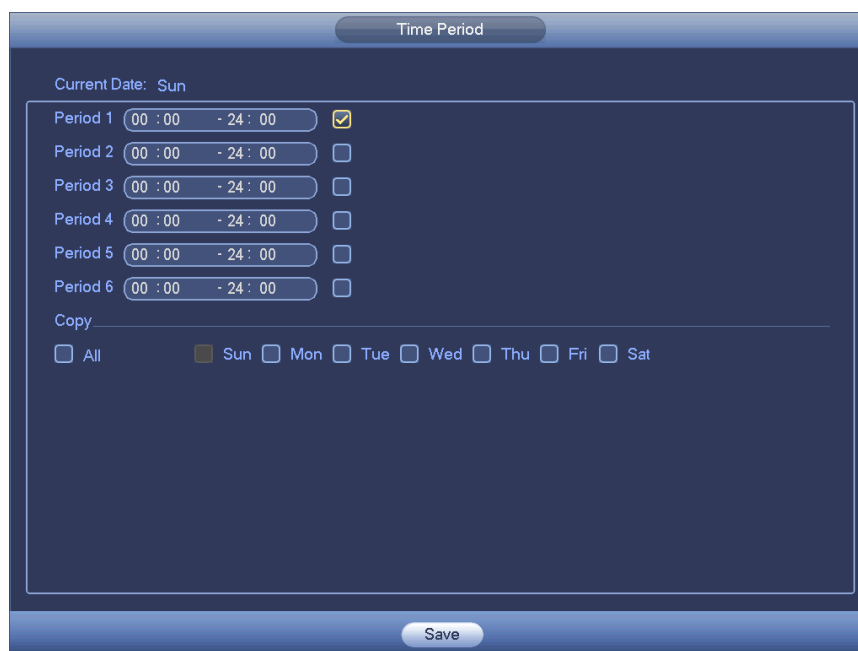 Time Period
Current Date: Sun
Period 1 00 :00 - 24 : 00
Period 2 00 :00 - 24 : 00
Period 3 00 :00 - 24 : 00
Period 4 00 :00 - 24 : 00
Period 5 00 :00 - 24 : 00
Period 6 00 :00 - 24 : 00
Copy
All Sun Mon Tue Wed Thu Fri Sat
Save